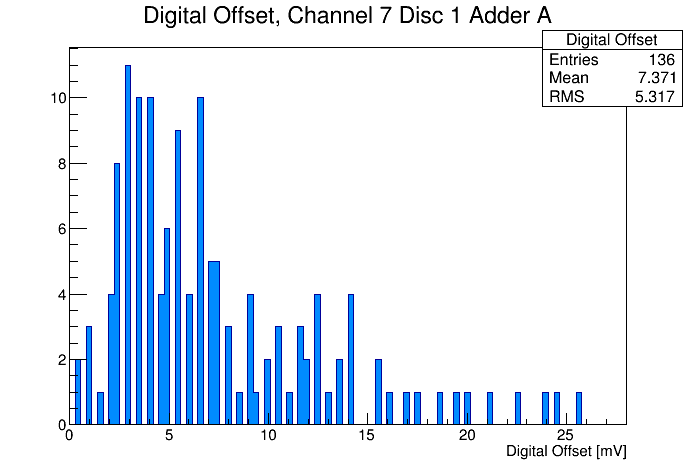 Digital Offset, Channel 7 Disc 1 Adder A
Digital Offset
Entries 136
Mean 7.371
RMS 5.317
10
8
6
4
2
0
0 5 10 15 20 25
Digital Offset [mV]